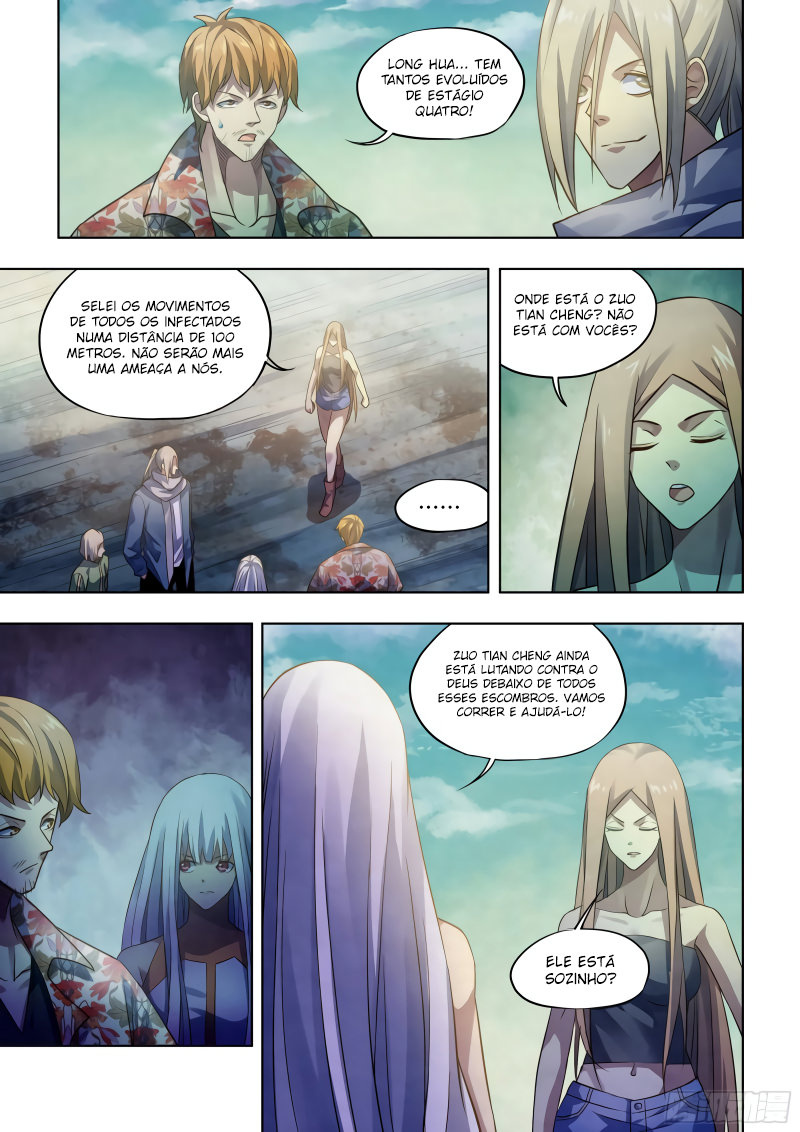 LONG HUA... TEM
TANTOS EVOLUÍDOS
DE ESTÁGIO
QUATRO!
SELEI OS MOVIMENTOS
DE TODOS OS INFECTADOS
NUMA DISTÂNCIA DE 100
METROS. NÃO SERÃO MAIS
UMA AMEAÇA A NÓS.
ONDE ESTÁ O ZUO
TIAN CHENG? NÃO
ESTÁ COM VOCÊS?
......
ZUO TIAN CHENG AINDA
ESTÁ LUTANDO CONTRA O
DEUS DEBAIXO DE TODOS
ESSES ESCOMBROS. VAMOS
CORRER E AJUDÁ-LO!
ELE ESTÁ
SOZINHO?